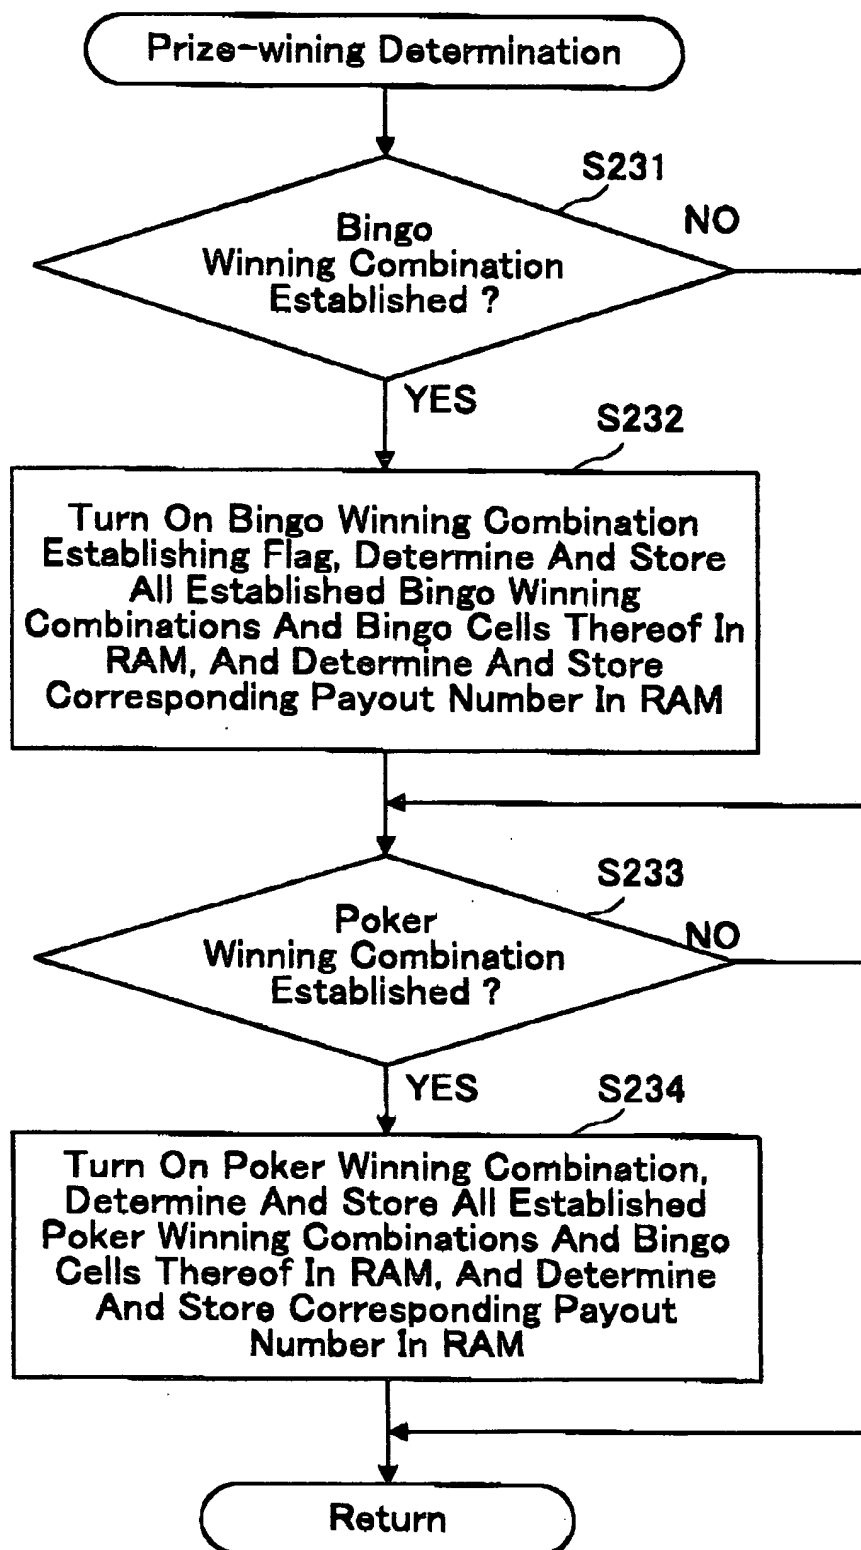 Prize-wining Determination
S231
NO
Bingo
Winning Combination
Established ?
YES
S232
Turn On Bingo Winning Combination
Establishing Flag, Determine And Store
All Established Bingo Winning
Combinations And Bingo Cells Thereof In
RAM, And Determine And Store
Corresponding Payout Number In RAM
S233
NO
Poker
Winning Combination
Established ?
YES
S234
Turn On Poker Winning Combination,
Determine And Store All Established
Poker Winning Combinations And Bingo
Cells Thereof In RAM, And Determine
And Store Corresponding Payout
Number In RAM
Return